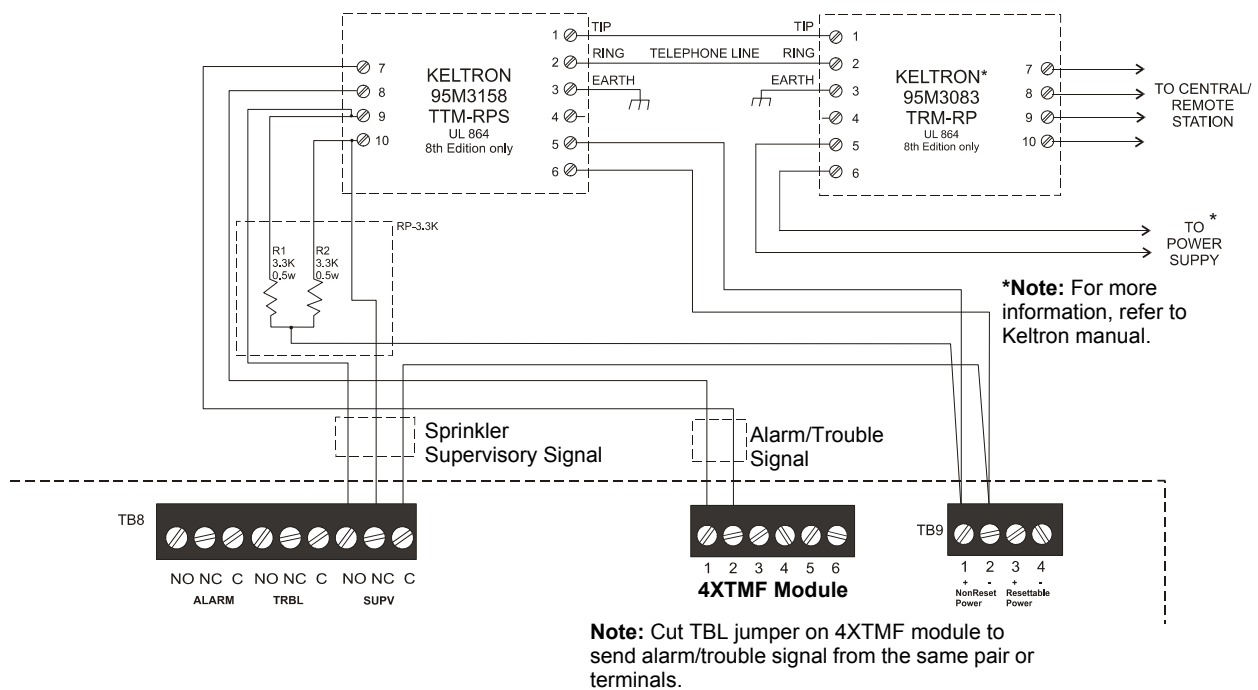 1 TIP
2 RING
3 EARTH
4
5
6
7
8
9
10
KELTRON
95M3158
TTM-RPS
UL 864
8th Edition only
TELEPHONE LINE
TIP 1
RING 2
EARTH 3
4
5
6
KELTRON*
95M3083
TRM-RP
UL 864
8th Edition only
7
8
9
10
TO CENTRAL/
REMOTE
STATION
TO *
POWER
SUPPY
*Note: For more
information, refer to
Keltron manual.
RP-3.3K
R1
3.3K
0.5w
R2
3.3K
0.5w
Sprinkler
Supervisory Signal
Alarm/Trouble
Signal
TB8
NO NC C NO NC C NO NC C
ALARM TRBL SUPV
1 2 3 4 5 6
4XTMF Module
TB9
1 2 3 4
+ - + -
NonReset
Power
Resettable
Power
Note: Cut TBL jumper on 4XTMF module to
send alarm/trouble signal from the same pair or
terminals.